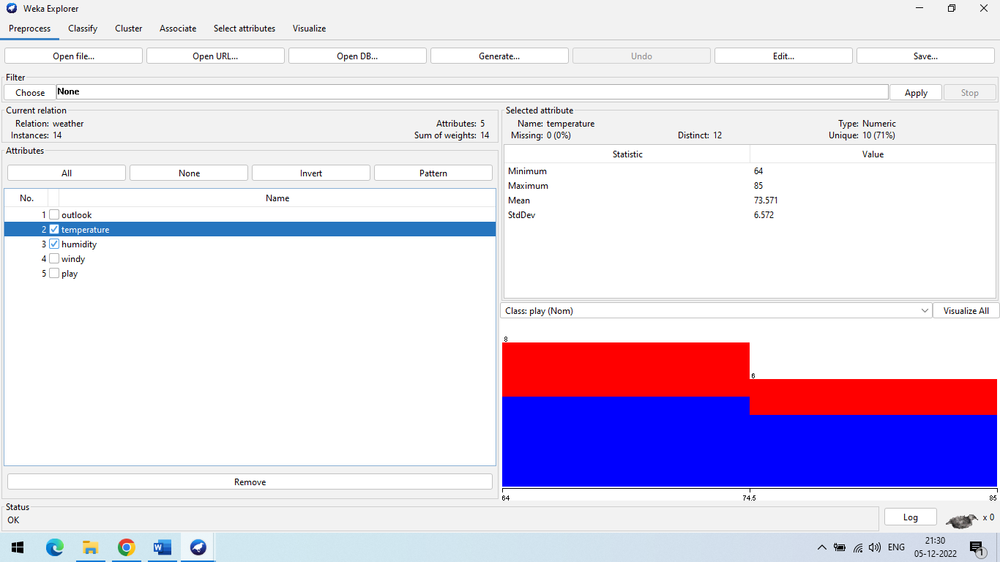 Weka Explorer
Preprocess Classify Cluster Associate Select attributes Visualize
Open file... Open URL... Open DB... Generate... Undo Edit... Save...
Filter
Choose None Apply Stop
Current relation
Relation: weather Attributes: 5
Instances: 14 Sum of weights: 14
Attributes
All None Invert Pattern
No. Name
1 outlook
2 temperature
3 humidity
4 windy
5 play
Remove
Selected attribute
Name: temperature Type: Numeric
Missing: 0 (0%) Distinct: 12 Unique: 10 (71%)
Statistic Value
Minimum 64
Maximum 85
Mean 73.571
StdDev 6.572
Class: play (Nom) Visualize All
8
6
64 74.5 85
Status
OK
Log x 0
ENG
21:30
05-12-2022
1